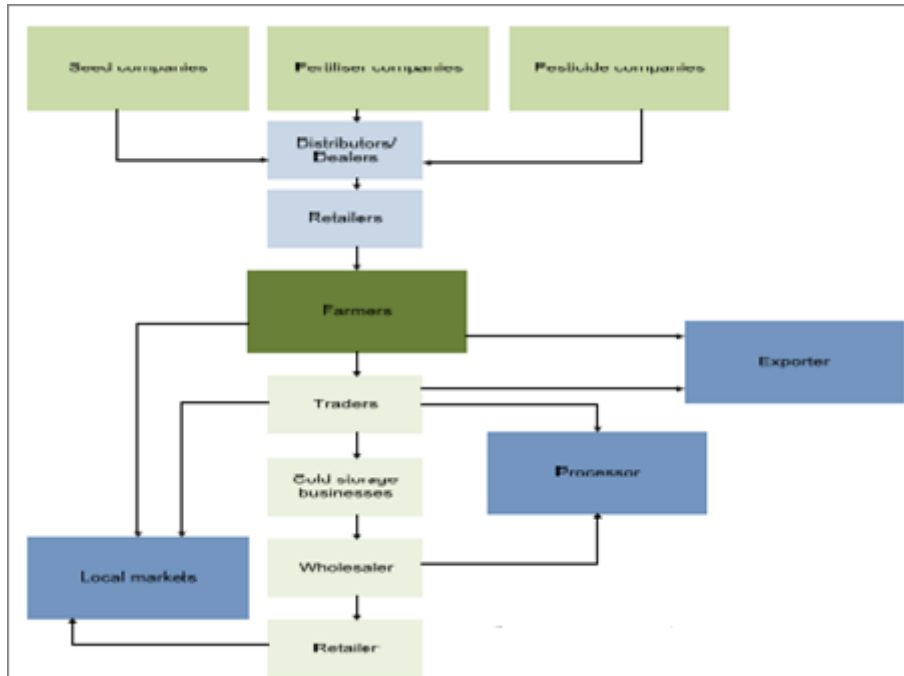 Seed companies
Fertiliser companies
Pesticide companies
Distributors/
Dealers
Retailers
Farmers
Exporter
Traders
Processor
Cold storage
businesses
Wholesaler
Local markets
Retailer